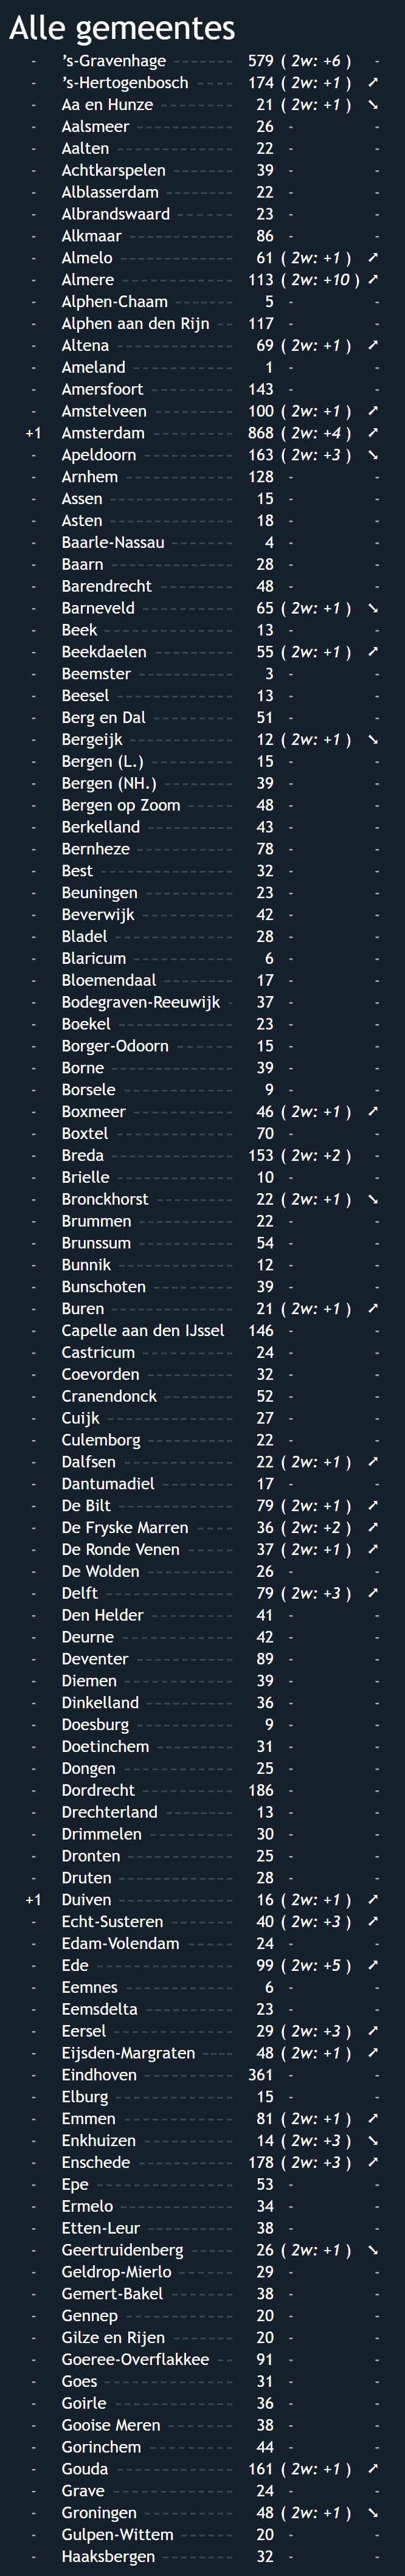 Alle gemeentes
- ’s-Gravenhage 579 ( 2w: +6 ) -
- ’s-Hertogenbosch 174 ( 2w: +1 ) ➚
- Aa en Hunze 21 ( 2w: +1 ) ➘
- Aalsmeer 26 - -
- Aalten 22 - -
- Achtkarspelen 39 - -
- Alblasserdam 22 - -
- Albrandswaard 23 - -
- Alkmaar 86 - -
- Almelo 61 ( 2w: +1 ) ➚
- Almere 113 ( 2w: +10 ) ➚
- Alphen-Chaam 5 - -
- Alphen aan den Rijn 117 - -
- Altena 69 ( 2w: +1 ) ➚
- Ameland 1 - -
- Amersfoort 143 - -
- Amstelveen 100 ( 2w: +1 ) ➚
+1 Amsterdam 868 ( 2w: +4 ) ➚
- Apeldoorn 163 ( 2w: +3 ) ➘
- Arnhem 128 - -
- Assen 15 - -
- Asten 18 - -
- Baarle-Nassau 4 - -
- Baarn 28 - -
- Barendrecht 48 - -
- Barneveld 65 ( 2w: +1 ) ➘
- Beek 13 - -
- Beekdaelen 55 ( 2w: +1 ) ➚
- Beemster 3 - -
- Beesel 13 - -
- Berg en Dal 51 - -
- Bergeijk 12 ( 2w: +1 ) ➘
- Bergen (L.) 15 - -
- Bergen (NH.) 39 - -
- Bergen op Zoom 48 - -
- Berkelland 43 - -
- Bernheze 78 - -
- Best 32 - -
- Beuningen 23 - -
- Beverwijk 42 - -
- Bladel 28 - -
- Blaricum 6 - -
- Bloemendaal 17 - -
- Bodegraven-Reeuwijk 37 - -
- Boekel 23 - -
- Borger-Odoorn 15 - -
- Borne 39 - -
- Borsele 9 - -
- Boxmeer 46 ( 2w: +1 ) ➚
- Boxtel 70 - -
- Breda 153 ( 2w: +2 ) -
- Brielle 10 - -
- Bronckhorst 22 ( 2w: +1 ) ➘
- Brummen 22 - -
- Brunssum 54 - -
- Bunnik 12 - -
- Bunschoten 39 - -
- Buren 21 ( 2w: +1 ) ➚
- Capelle aan den IJssel 146 - -
- Castricum 24 - -
- Coevorden 32 - -
- Cranendonck 52 - -
- Cuijk 27 - -
- Culemborg 22 - -
- Dalfsen 22 ( 2w: +1 ) ➚
- Dantumadiel 17 - -
- De Bilt 79 ( 2w: +1 ) ➚
- De Fryske Marren 36 ( 2w: +2 ) ➚
- De Ronde Venen 37 ( 2w: +1 ) ➚
- De Wolden 26 - -
- Delft 79 ( 2w: +3 ) ➚
- Den Helder 41 - -
- Deurne 42 - -
- Deventer 89 - -
- Diemen 39 - -
- Dinkelland 36 - -
- Doesburg 9 - -
- Doetinchem 31 - -
- Dongen 25 - -
- Dordrecht 186 - -
- Drechterland 13 - -
- Drimmelen 30 - -
- Dronten 25 - -
- Druten 28 - -
+1 Duiven 16 ( 2w: +1 ) ➚
- Echt-Susteren 40 ( 2w: +3 ) ➚
- Edam-Volendam 24 - -
- Ede 99 ( 2w: +5 ) ➚
- Eemnes 6 - -
- Eemsdelta 23 - -
- Eersel 29 ( 2w: +3 ) ➚
- Eijsden-Margraten 48 ( 2w: +1 ) ➚
- Eindhoven 361 - -
- Elburg 15 - -
- Emmen 81 ( 2w: +1 ) ➚
- Enkhuizen 14 ( 2w: +3 ) ➘
- Enschede 178 ( 2w: +3 ) ➚
- Epe 53 - -
- Ermelo 34 - -
- Etten-Leur 38 - -
- Geertruidenberg 26 ( 2w: +1 ) ➘
- Geldrop-Mierlo 29 - -
- Gemert-Bakel 38 - -
- Gennep 20 - -
- Gilze en Rijen 20 - -
- Goeree-Overflakkee 91 - -
- Goes 31 - -
- Goirle 36 - -
- Gooise Meren 38 - -
- Gorinchem 44 - -
- Gouda 161 ( 2w: +1 ) ➚
- Grave 24 - -
- Groningen 48 ( 2w: +1 ) ➘
- Gulpen-Wittem 20 - -
- Haaksbergen 32 - -